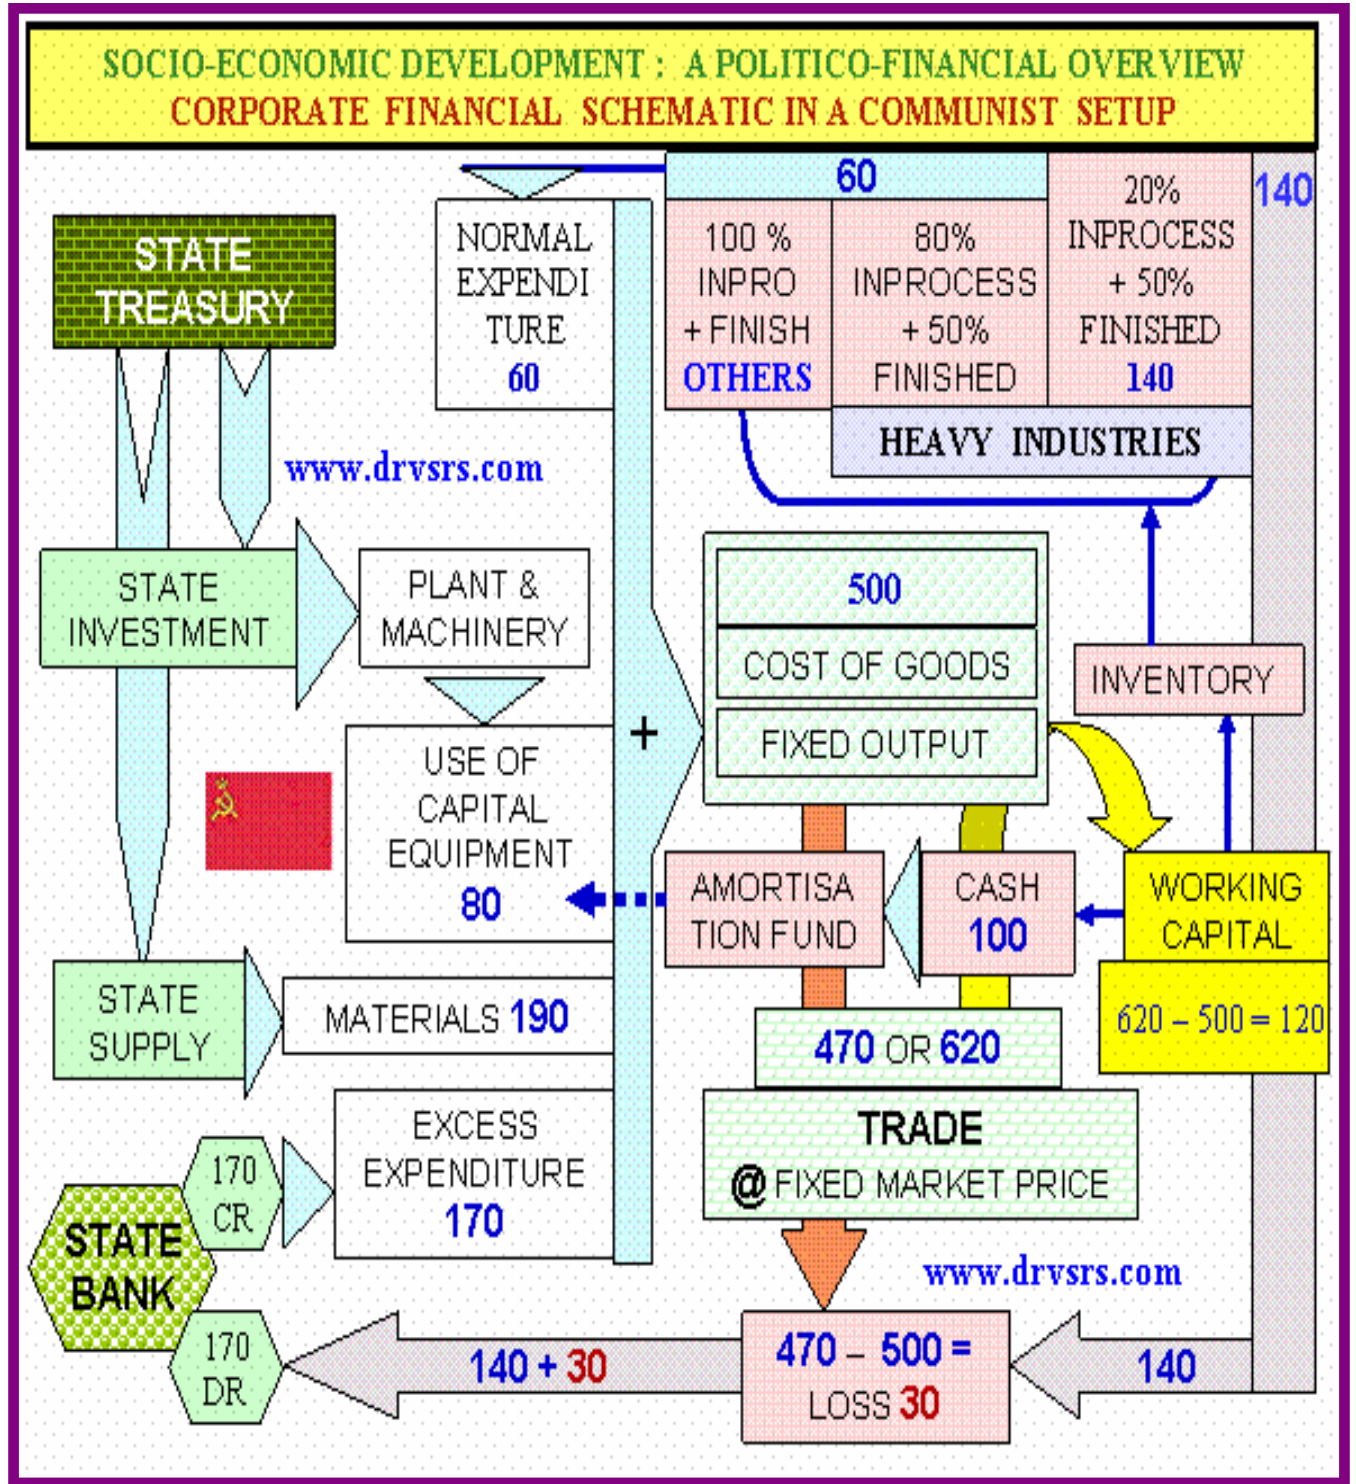 SOCIO-ECONOMIC DEVELOPMENT : A POLITICO-FINANCIAL OVERVIEW
CORPORATE FINANCIAL SCHEMATIC IN A COMMUNIST SETUP
STATE
TREASURY
NORMAL
EXPENDI
TURE
60
60
100 %
INPRO
+ FINISH
OTHERS
80%
INPROCESS
+ 50%
FINISHED
20%
INPROCESS
+ 50%
FINISHED
140
140
HEAVY INDUSTRIES
www.drvsrs.com
STATE
INVESTMENT
PLANT &
MACHINERY
500
COST OF GOODS
FIXED OUTPUT
INVENTORY
+
USE OF
CAPITAL
EQUIPMENT
80
AMORTISA
TION FUND
CASH
100
WORKING
CAPITAL
620 – 500 = 120
STATE
SUPPLY
MATERIALS 190
470 OR 620
TRADE
@ FIXED MARKET PRICE
EXCESS
EXPENDITURE
170
170
CR
STATE
BANK
170
DR
www.drvsrs.com
140 + 30
470 – 500 =
LOSS 30
140